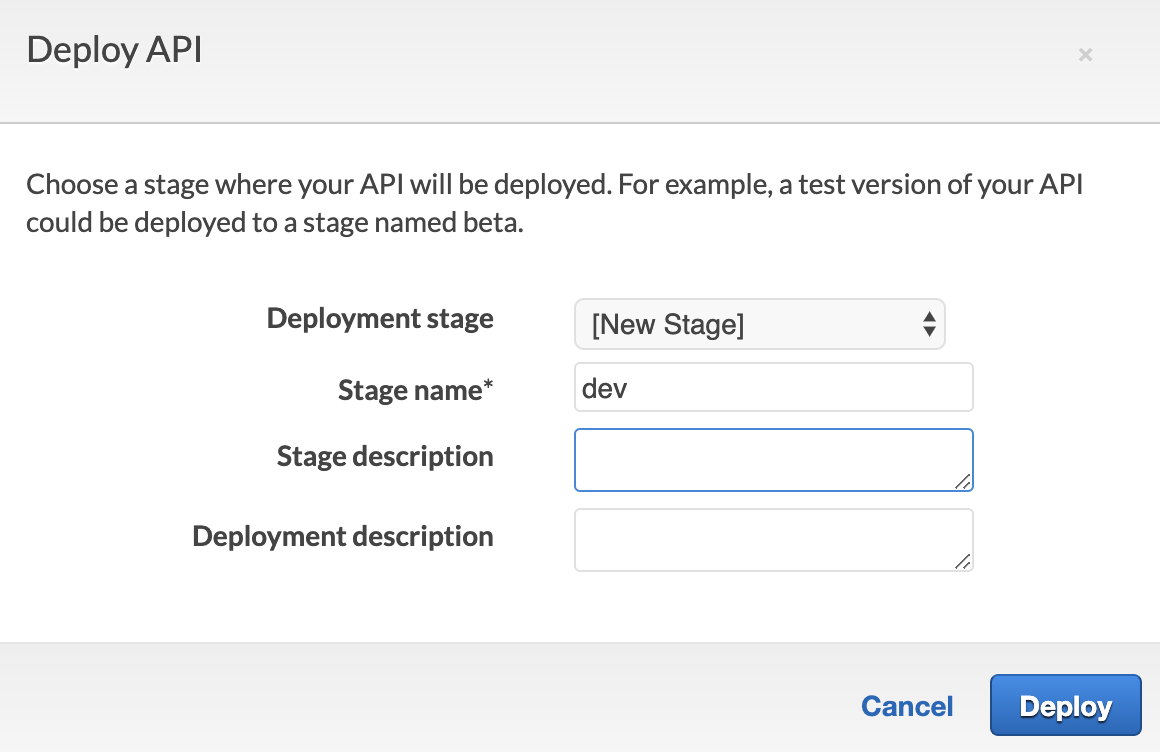 Deploy API
×
Choose a stage where your API will be deployed. For example, a test version of your API
could be deployed to a stage named beta.
Deployment stage [New Stage]
Stage name* dev
Stage description
Deployment description
Cancel Deploy